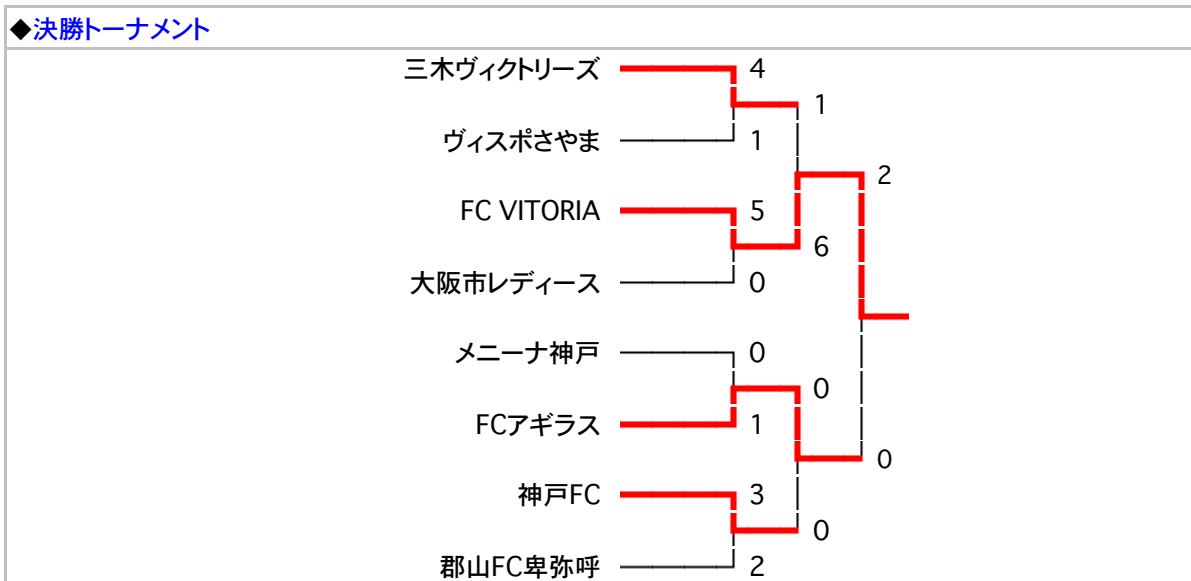 ◆決勝トーナメント
三木ヴィクトリーズ 4
1
ヴィスポさやま 1
2
FC VITORIA 5
6
大阪市レディース 0
メニーナ神戸 0
0
FCアギラス 1
0
神戸FC 3
0
郡山FC卑弥呼 2